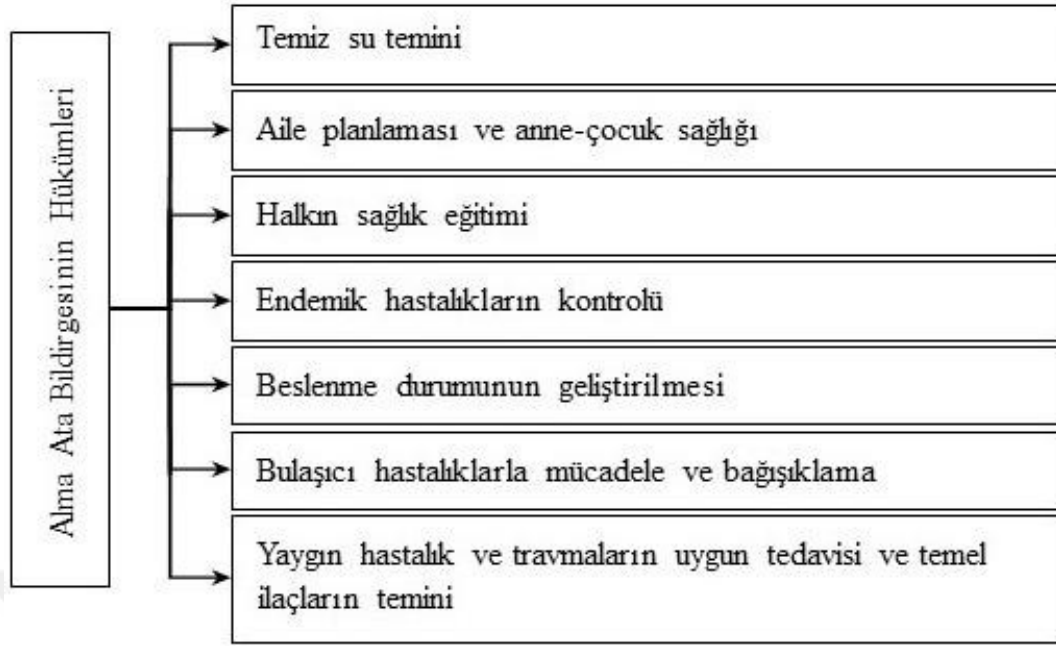 Alma Ata Bildirgesinin Hükümleri
Temiz su temini
Aile planlaması ve anne-çocuk sağlığı
Halkın sağlık eğitimi
Endemik hastalıkların kontrolü
Beslenme durumunun geliştirilmesi
Bulaşıcı hastalıklarla mücadele ve bağışıklama
Yaygın hastalık ve travmaların uygun tedavisi ve temel
ilaçların temini